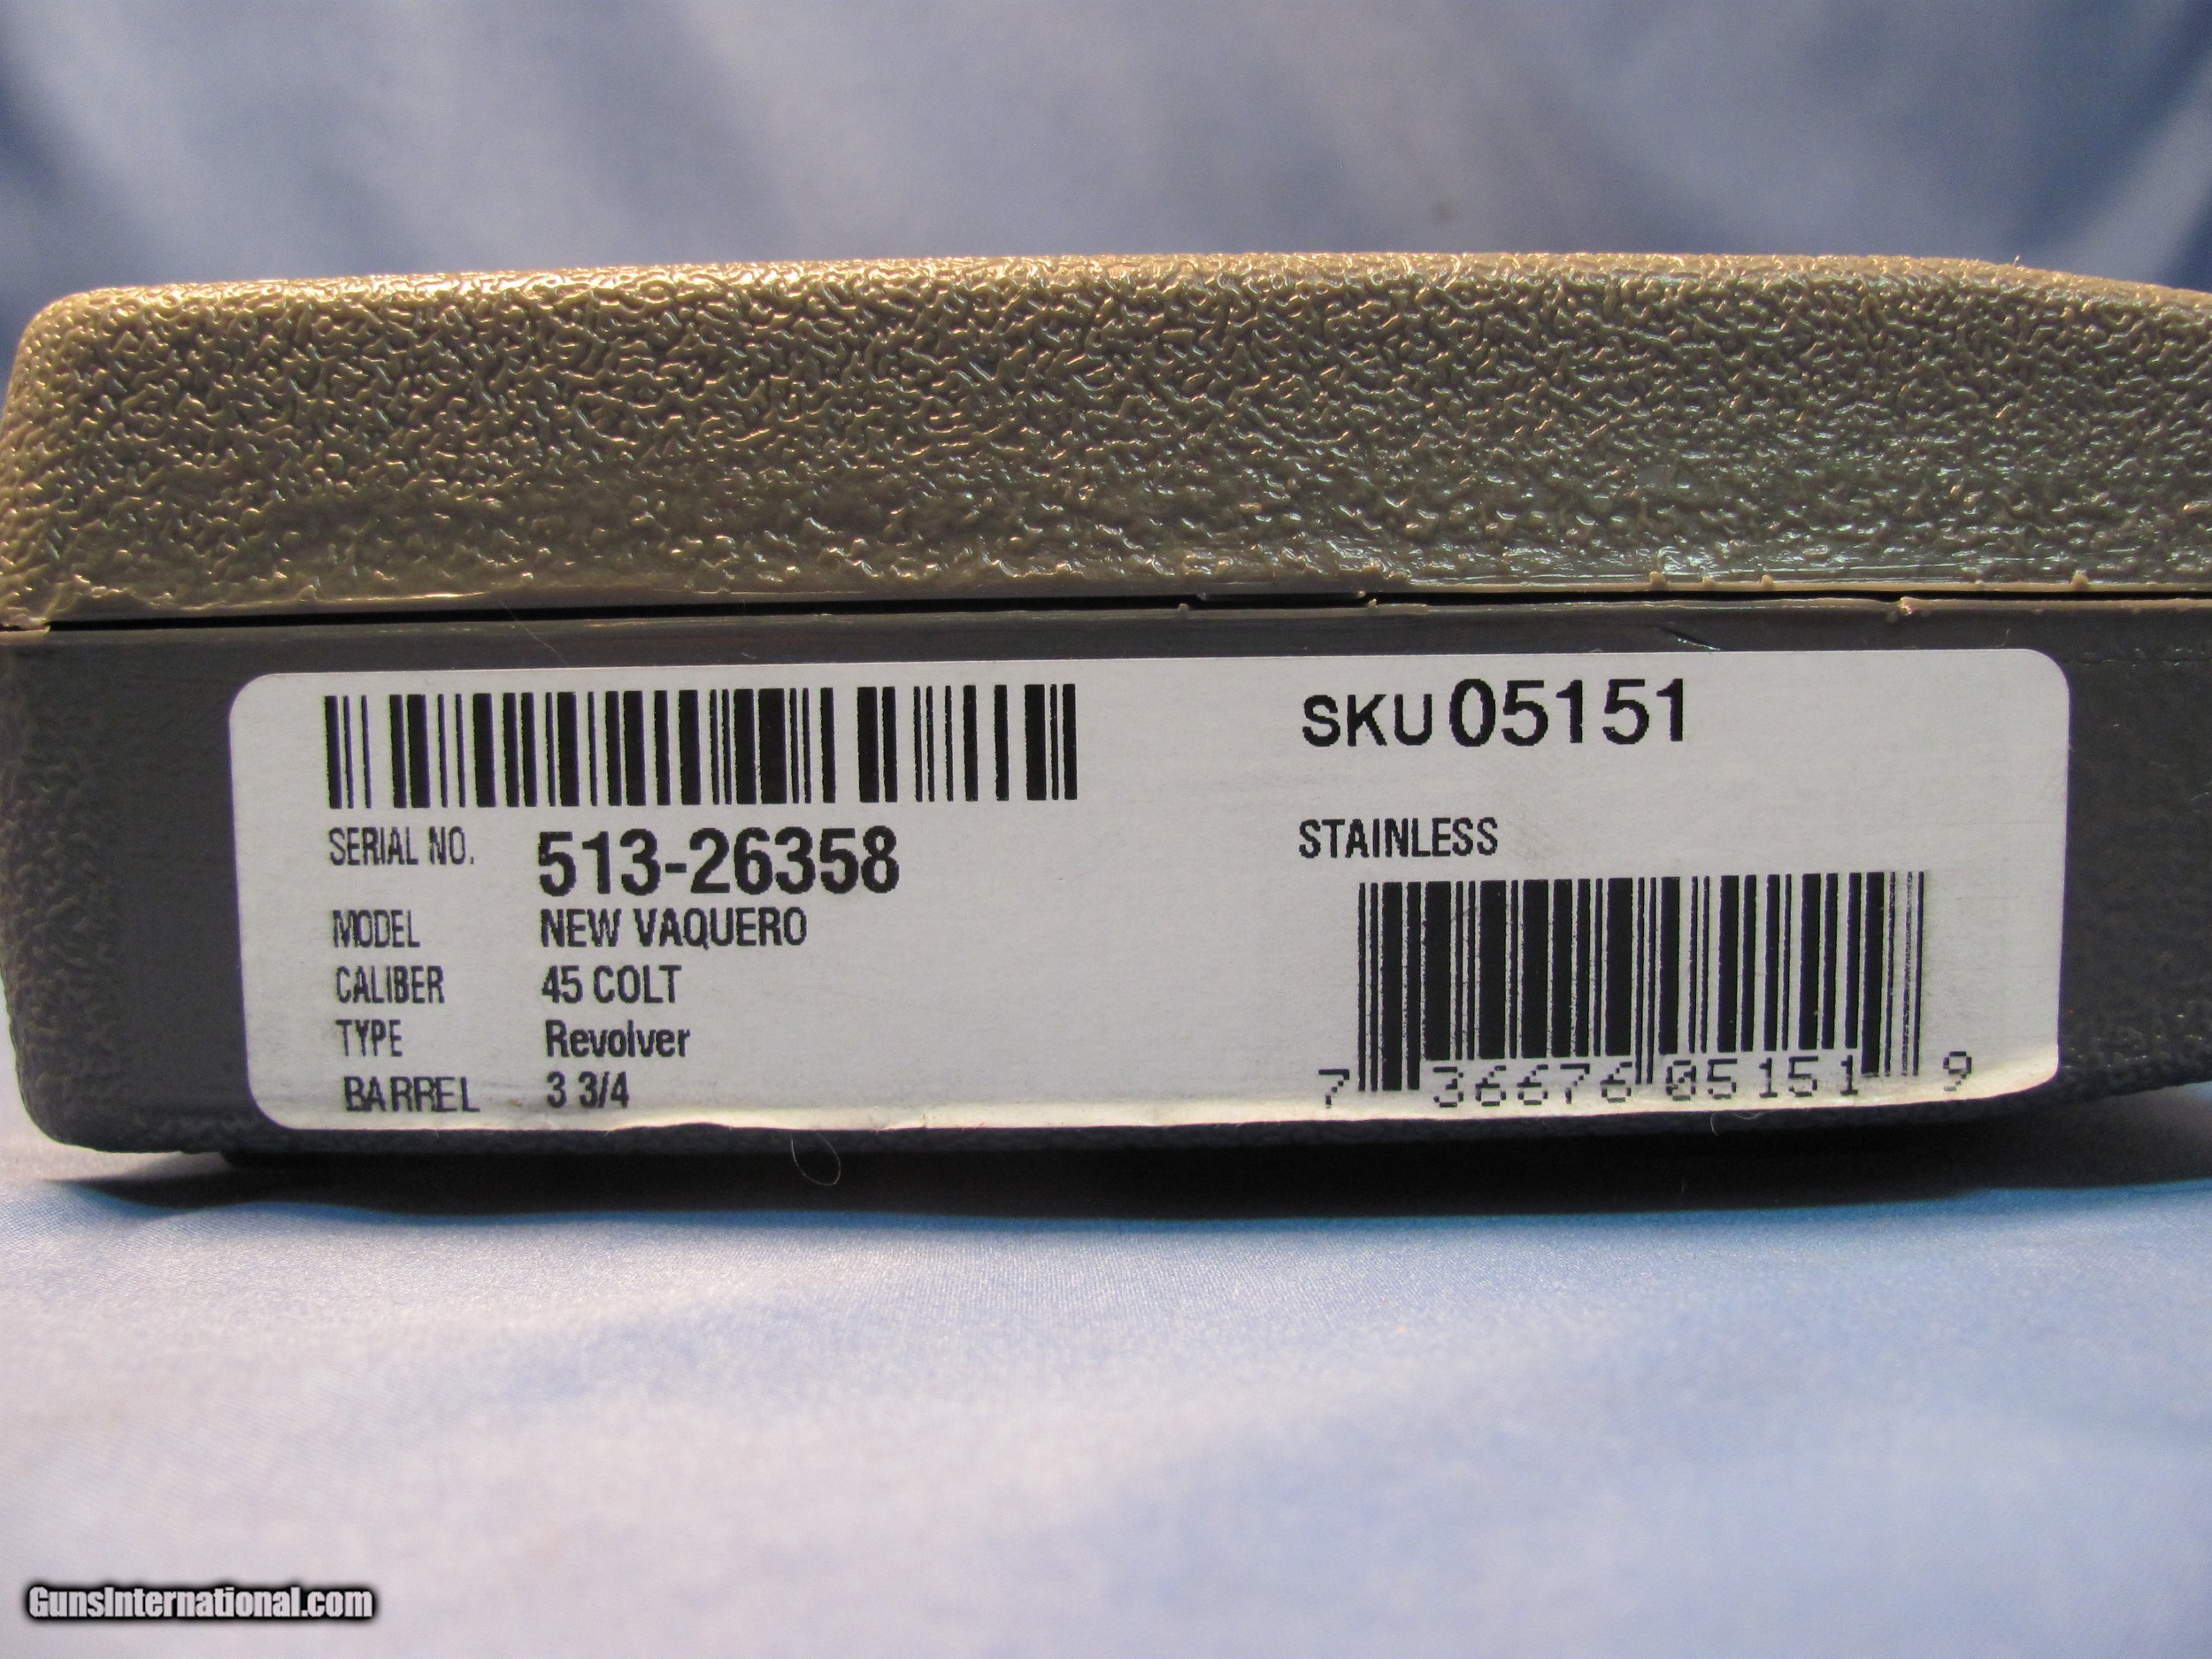 SKU 05151
SERIAL NO. 513-26358
STAINLESS
MODEL NEW VAQUERO
CALIBER 45 COLT
TYPE Revolver
BARREL 3 3/4
7 36676 05151 9
GunsInternational.com